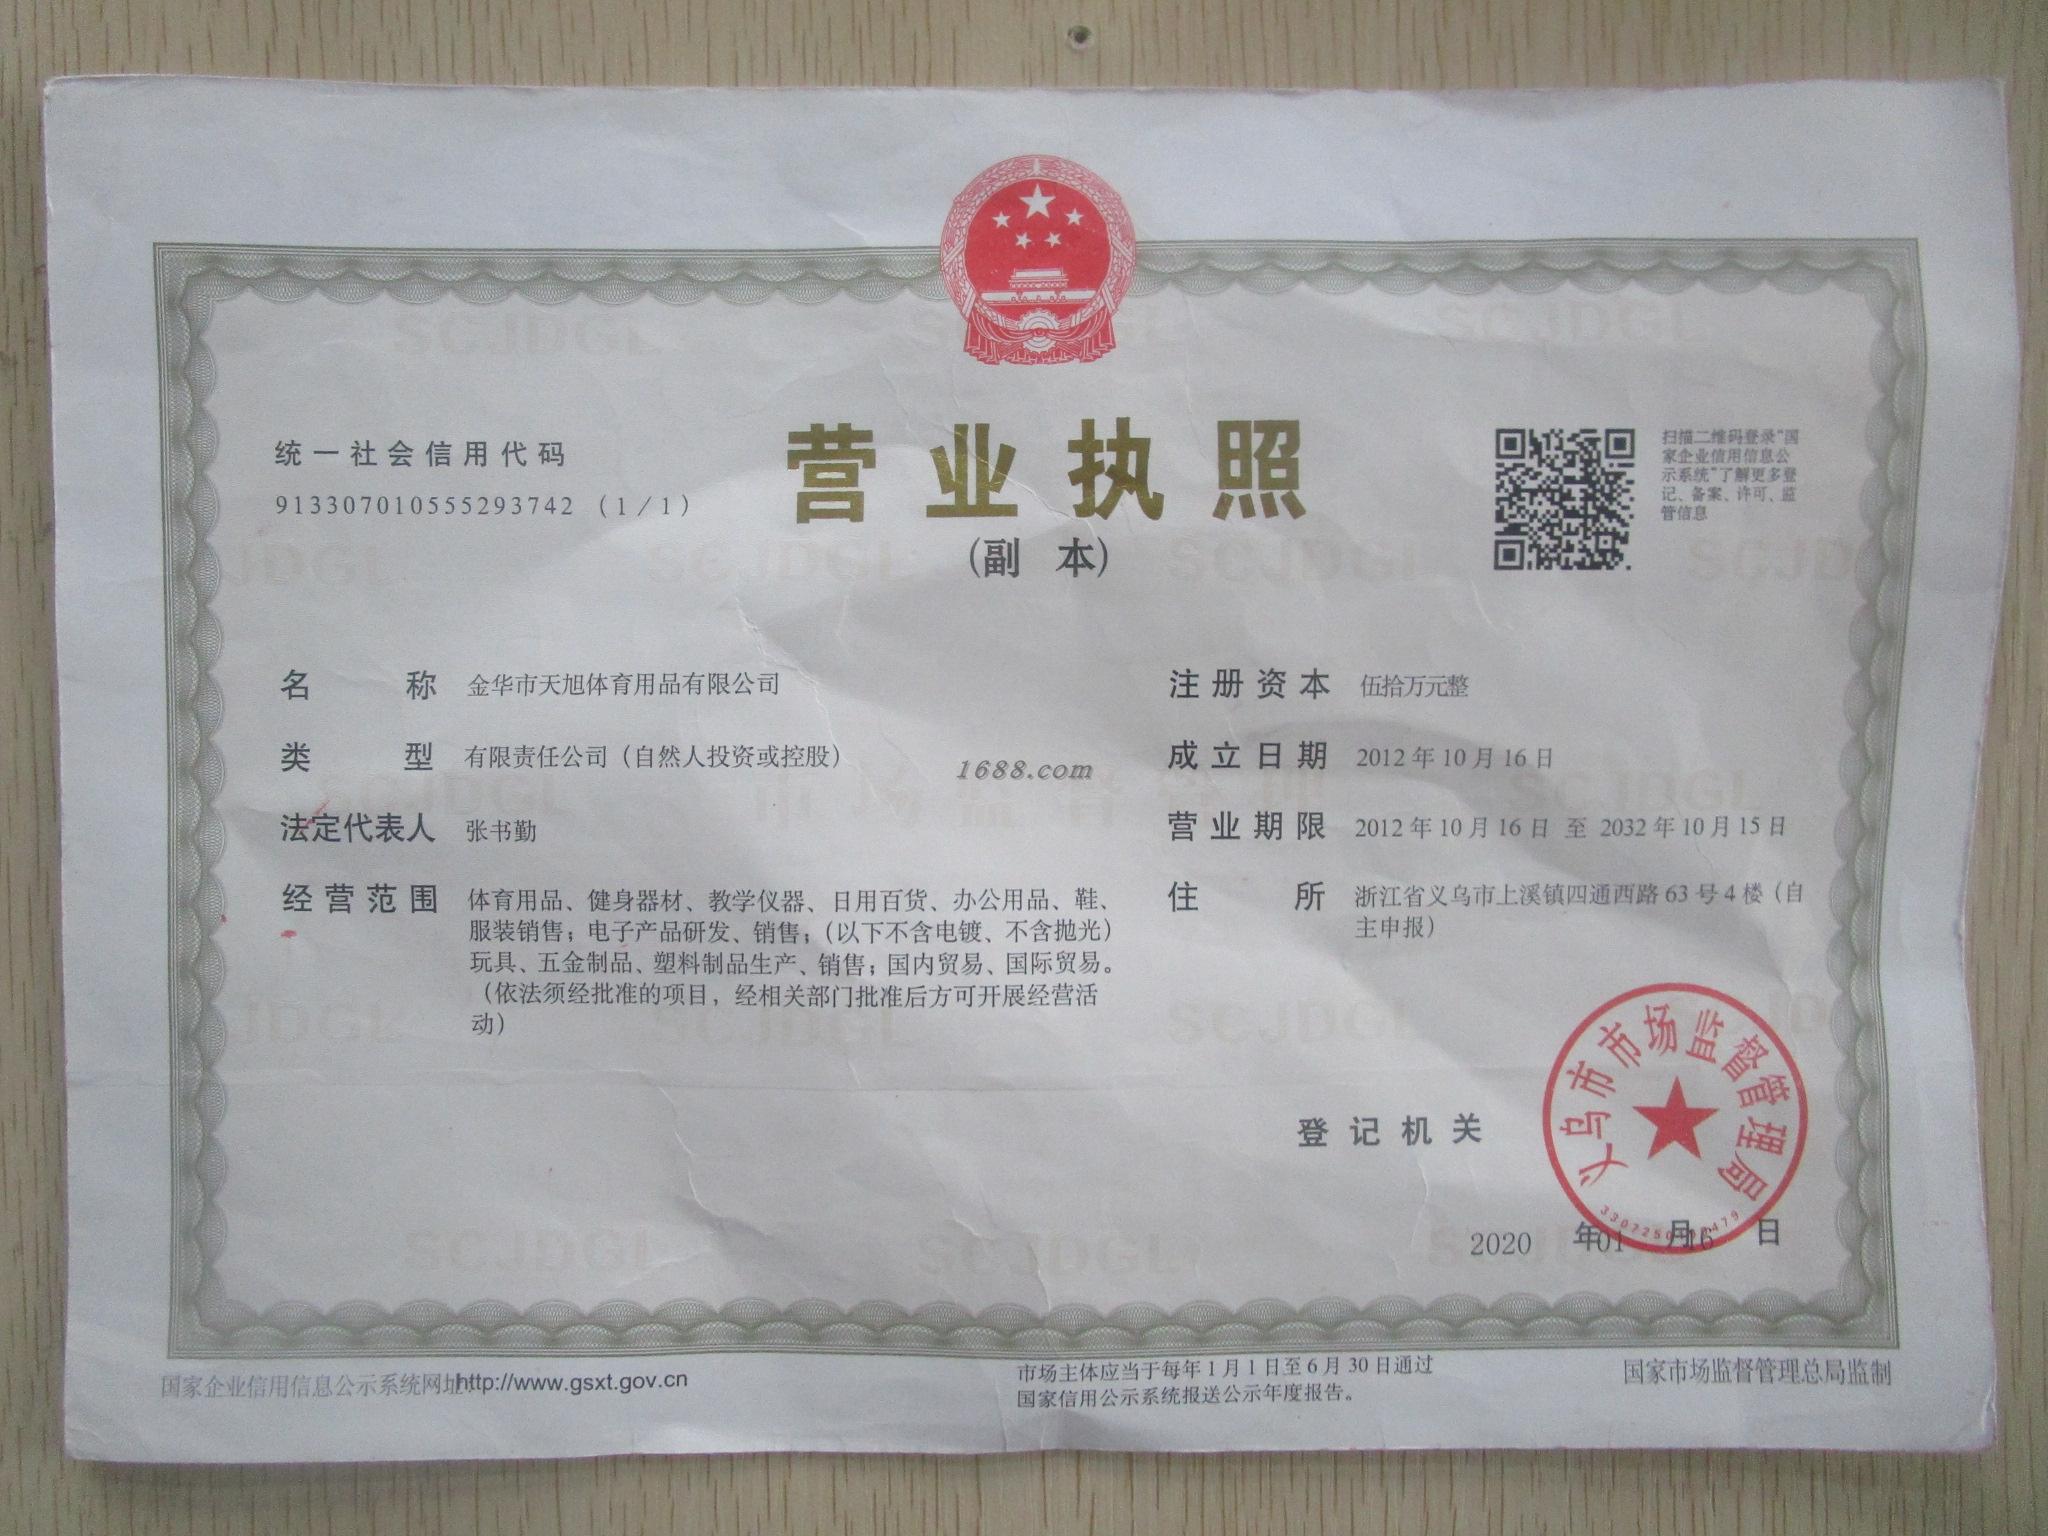 统一社会信用代码
913307010555293742（1/1）
营业执照
（副 本）
扫描二维码登录“国
家企业信用信息公
示系统”了解更多登
记、备案、许可、监
管信息
名 称 金华市天旭体育用品有限公司
类 型 有限责任公司（自然人投资或控股）
法定代表人 张书勤
经营范围 体育用品、健身器材、教学仪器、日用百货、办公用品、鞋、
服装销售；电子产品研发、销售；（以下不含电镀、不含抛光）
玩具、五金制品、塑料制品生产、销售；国内贸易、国际贸易。
（依法须经批准的项目，经相关部门批准后方可开展经营活
动）
1688.com
注册资本 伍拾万元整
成立日期 2012年10月16日
营业期限 2012年10月16日 至 2032年10月15日
住 所 浙江省义乌市上溪镇四通西路63号4楼（自
主申报）
登记机关
义乌市市场监督管理局
2020 年01 月16 日
国家企业信用信息公示系统网址：http://www.gsxt.gov.cn
市场主体应当于每年1月1日至6月30日通过
国家信用公示系统报送公示年度报告。
国家市场监督管理总局监制
SCJDGL